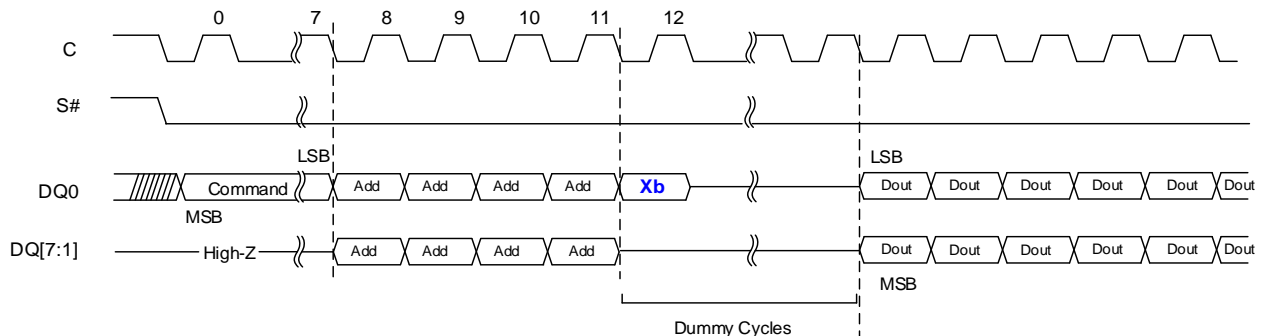 0 7 8 9 10 11 12
C
S#
LSB LSB
DQ0 Command Add Add Add Add Xb Dout Dout Dout Dout Dout Dout
MSB
DQ[7:1] High-Z Add Add Add Add Dout Dout Dout Dout Dout Dout
MSB
Dummy Cycles